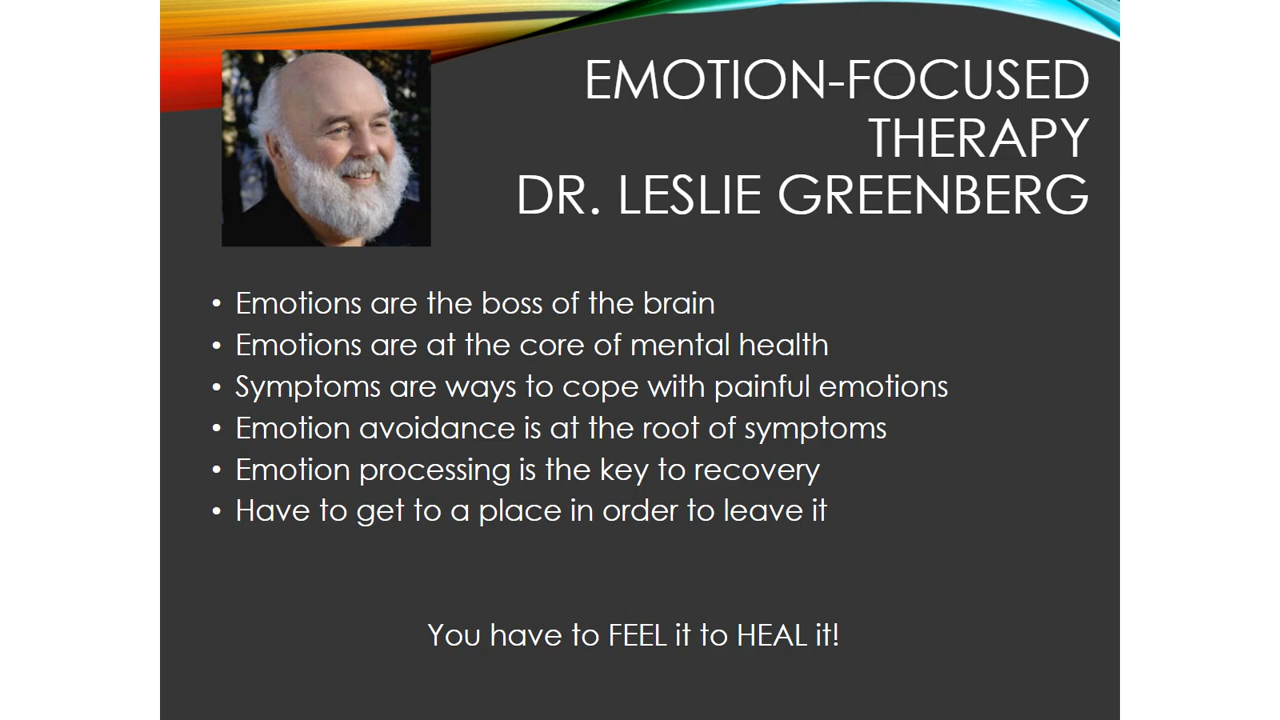 EMOTION-FOCUSED
THERAPY
DR. LESLIE GREENBERG
• Emotions are the boss of the brain
• Emotions are at the core of mental health
• Symptoms are ways to cope with painful emotions
• Emotion avoidance is at the root of symptoms
• Emotion processing is the key to recovery
• Have to get to a place in order to leave it
You have to FEEL it to HEAL it!